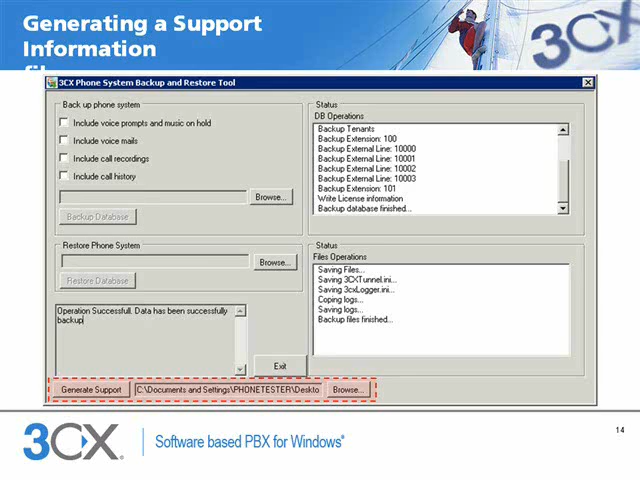 Generating a Support
Information
3CX
3CX Phone System Backup and Restore Tool
Back up phone system
Include voice prompts and music on hold
Include voice mails
Include call recordings
Include call history
Browse...
Backup Database
Status
DB Operations
Backup Tenants
Backup Extension: 100
Backup External Line: 10000
Backup External Line: 10001
Backup External Line: 10002
Backup External Line: 10003
Backup Extension: 101
Write License information
Backup database finished...
Restore Phone System
Browse...
Restore Database
Status
Files Operations
Saving Files...
Saving 3CXTunnel.ini...
Saving 3cxLogger.ini...
Coping logs...
Saving logs...
Backup files finished...
Operation Successfull. Data has been successfully
backup
Exit
Generate Support
C:\Documents and Settings\PHONETESTER\Deskto
Browse...
14
3CX
Software based PBX for Windows®